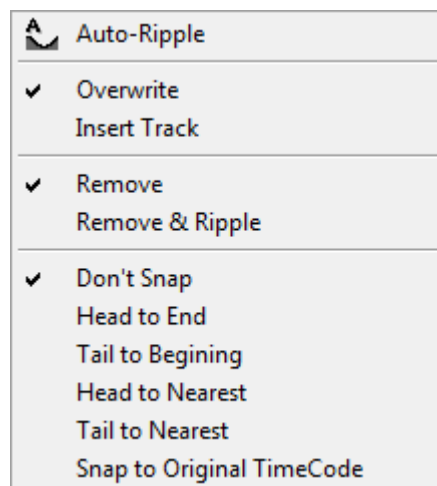 A
Auto-Ripple
Overwrite
Insert Track
Remove
Remove & Ripple
Don't Snap
Head to End
Tail to Begining
Head to Nearest
Tail to Nearest
Snap to Original TimeCode